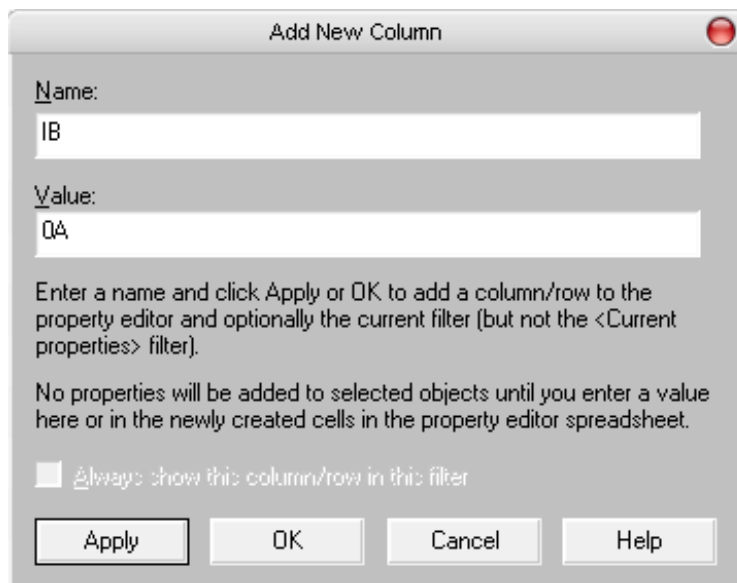 Add New Column
Name:
IB
Value:
0A
Enter a name and click Apply or OK to add a column/row to the
property editor and optionally the current filter (but not the <Current
properties> filter).
No properties will be added to selected objects until you enter a value
here or in the newly created cells in the property editor spreadsheet.
Always show this column/row in this filter
Apply
OK
Cancel
Help